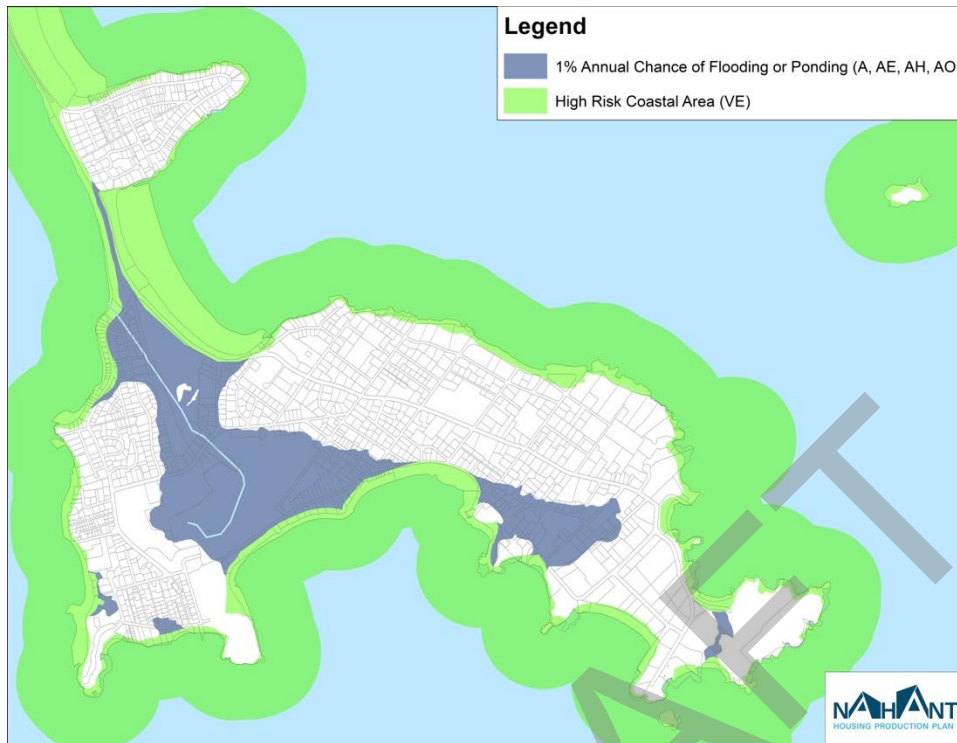 Legend
1% Annual Chance of Flooding or Ponding (A, AE, AH, AO
High Risk Coastal Area (VE)
AFT
NAHANT
HOUSING PRODUCTION PLAN